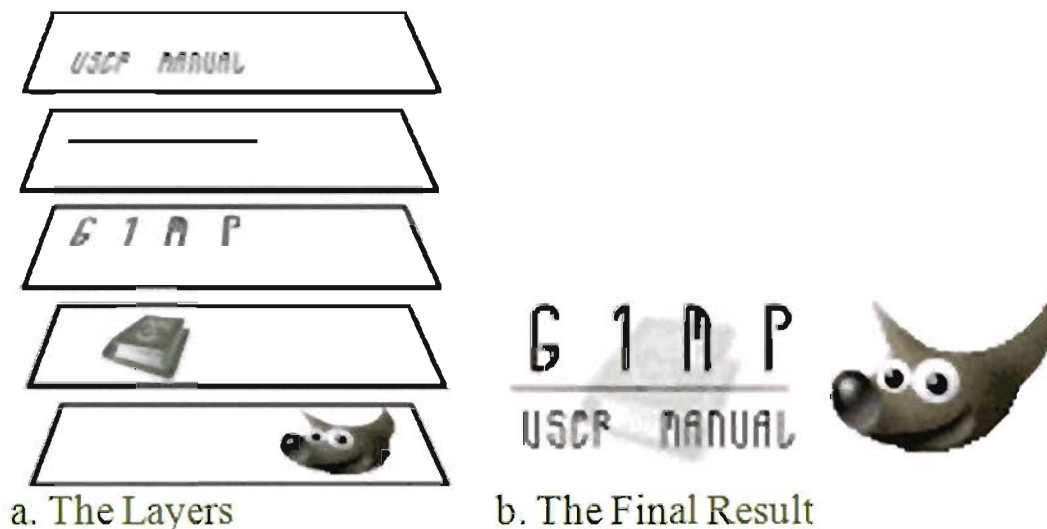 USCP MANUAL
G 1 M P
G 1 M P
USCP MANUAL
a. The Layers
b. The Final Result